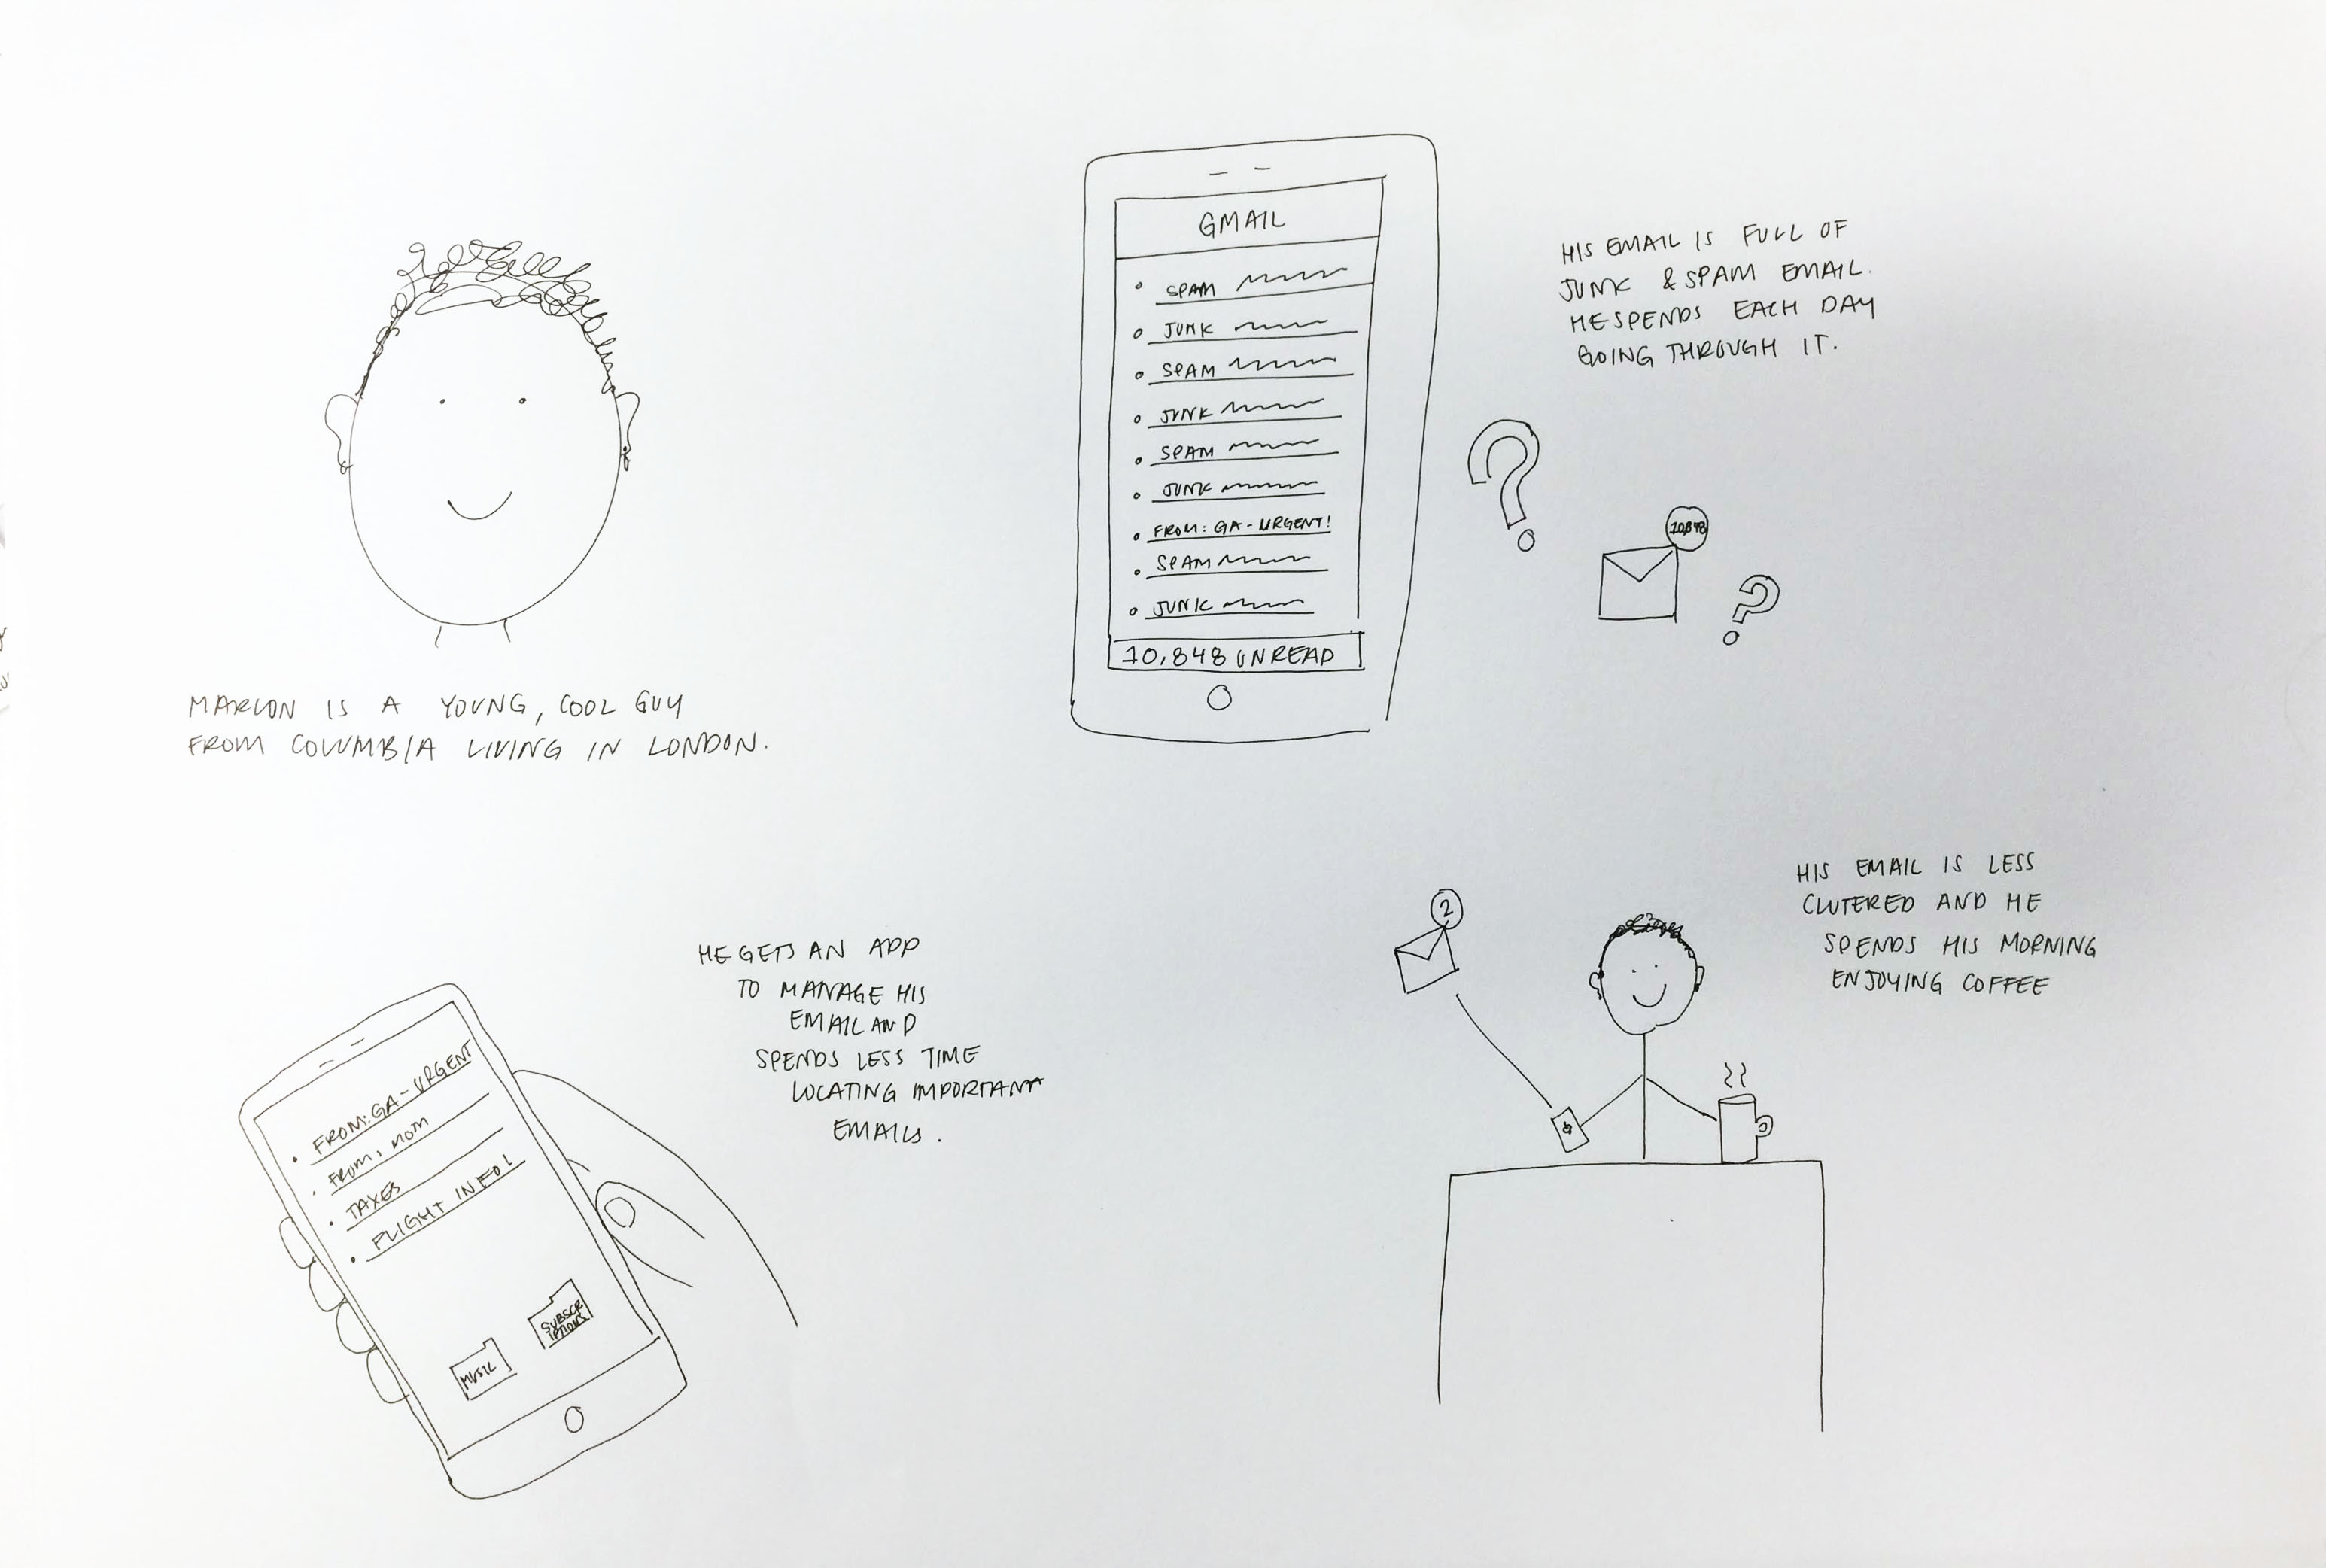 MARLON IS A YOUNG, COOL GUY
FROM COLUMBIA LIVING IN LONDON.
GMAIL
SPAM
JUNK
SPAM
JUNK
SPAM
JUNK
FROM: GA - URGENT!
SPAM
JUNK
10,848 UNREAD
HIS EMAIL IS FULL OF
JUNK & SPAM EMAIL.
HE SPENDS EACH DAY
GOING THROUGH IT.
?
10,848
?
FROM: GA - URGENT
FROM, MOM
TAXES
FLIGHT INFO!
MUSIC
SUBSCR
IPTIONS
HE GETS AN APP
TO MANAGE HIS
EMAIL AND
SPENDS LESS TIME
LOCATING IMPORTANT
EMAILS.
2
HIS EMAIL IS LESS
CLUTERED AND HE
SPENDS HIS MORNING
ENJOYING COFFEE